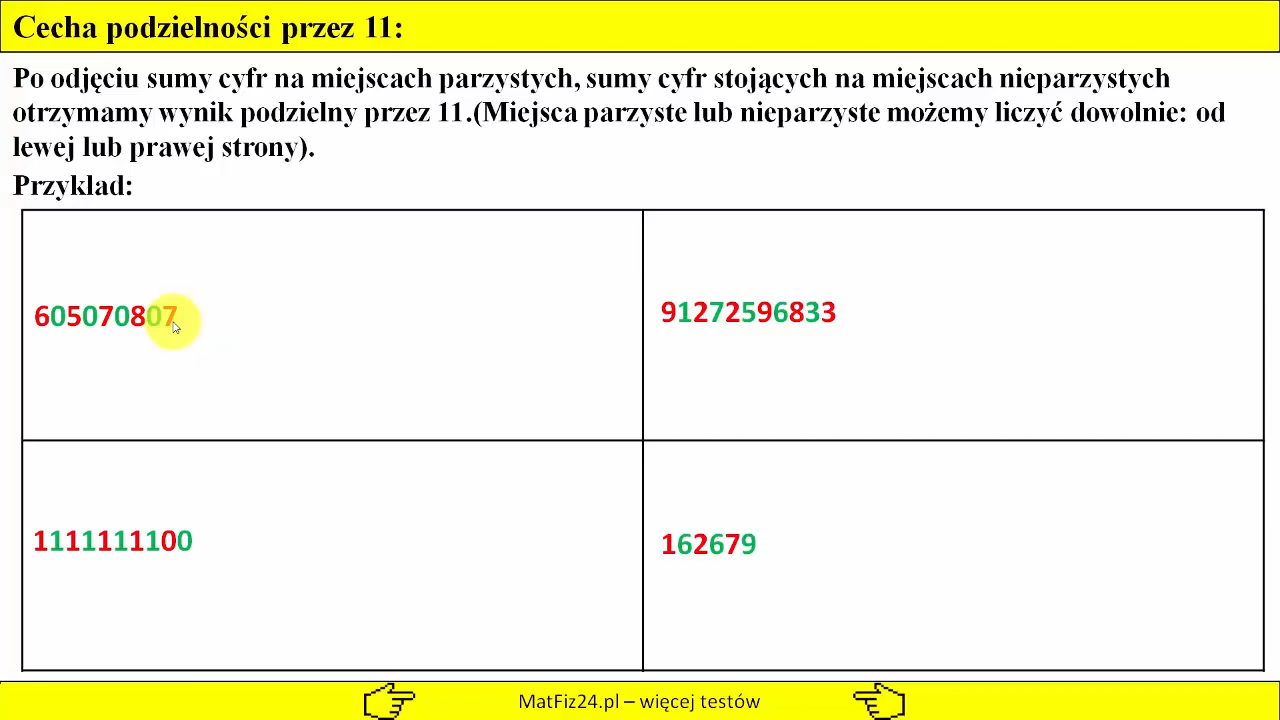 Cecha podzielności przez 11:
Po odjęciu sumy cyfr na miejscach parzystych, sumy cyfr stojących na miejscach nieparzystych
otrzymamy wynik podzielny przez 11.(Miejsca parzyste lub nieparzyste możemy liczyć dowolnie: od
lewej lub prawej strony).
Przyklad:
605070807
91272596833
1111111100
162679
MatFiz24.pl – więcej testów